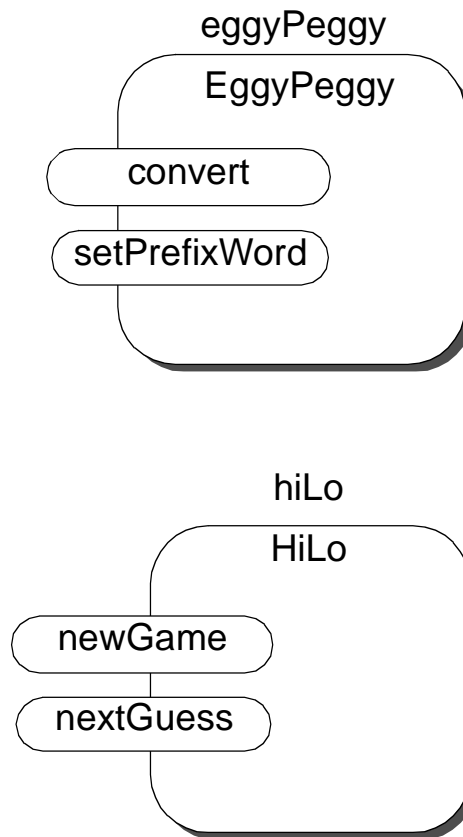 eggyPeggy
EggyPeggy
convert
setPrefixWord
hiLo
HiLo
newGame
nextGuess